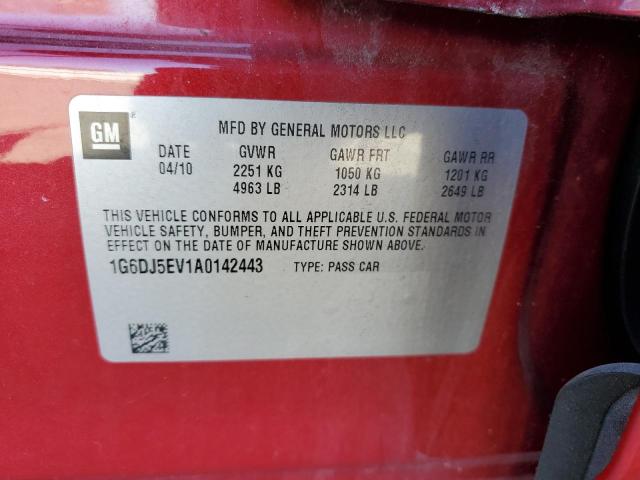 GM
MFD BY GENERAL MOTORS LLC
DATE GVWR GAWR FRT GAWR RR
04/10 2251 KG 1050 KG 1201 KG
4963 LB 2314 LB 2649 LB
THIS VEHICLE CONFORMS TO ALL APPLICABLE U.S. FEDERAL MOTOR
VEHICLE SAFETY, BUMPER, AND THEFT PREVENTION STANDARDS
IN EFFECT ON THE DATE OF MANUFACTURE SHOWN ABOVE.
1G6DJ5EV1A0142443 TYPE: PASS CAR